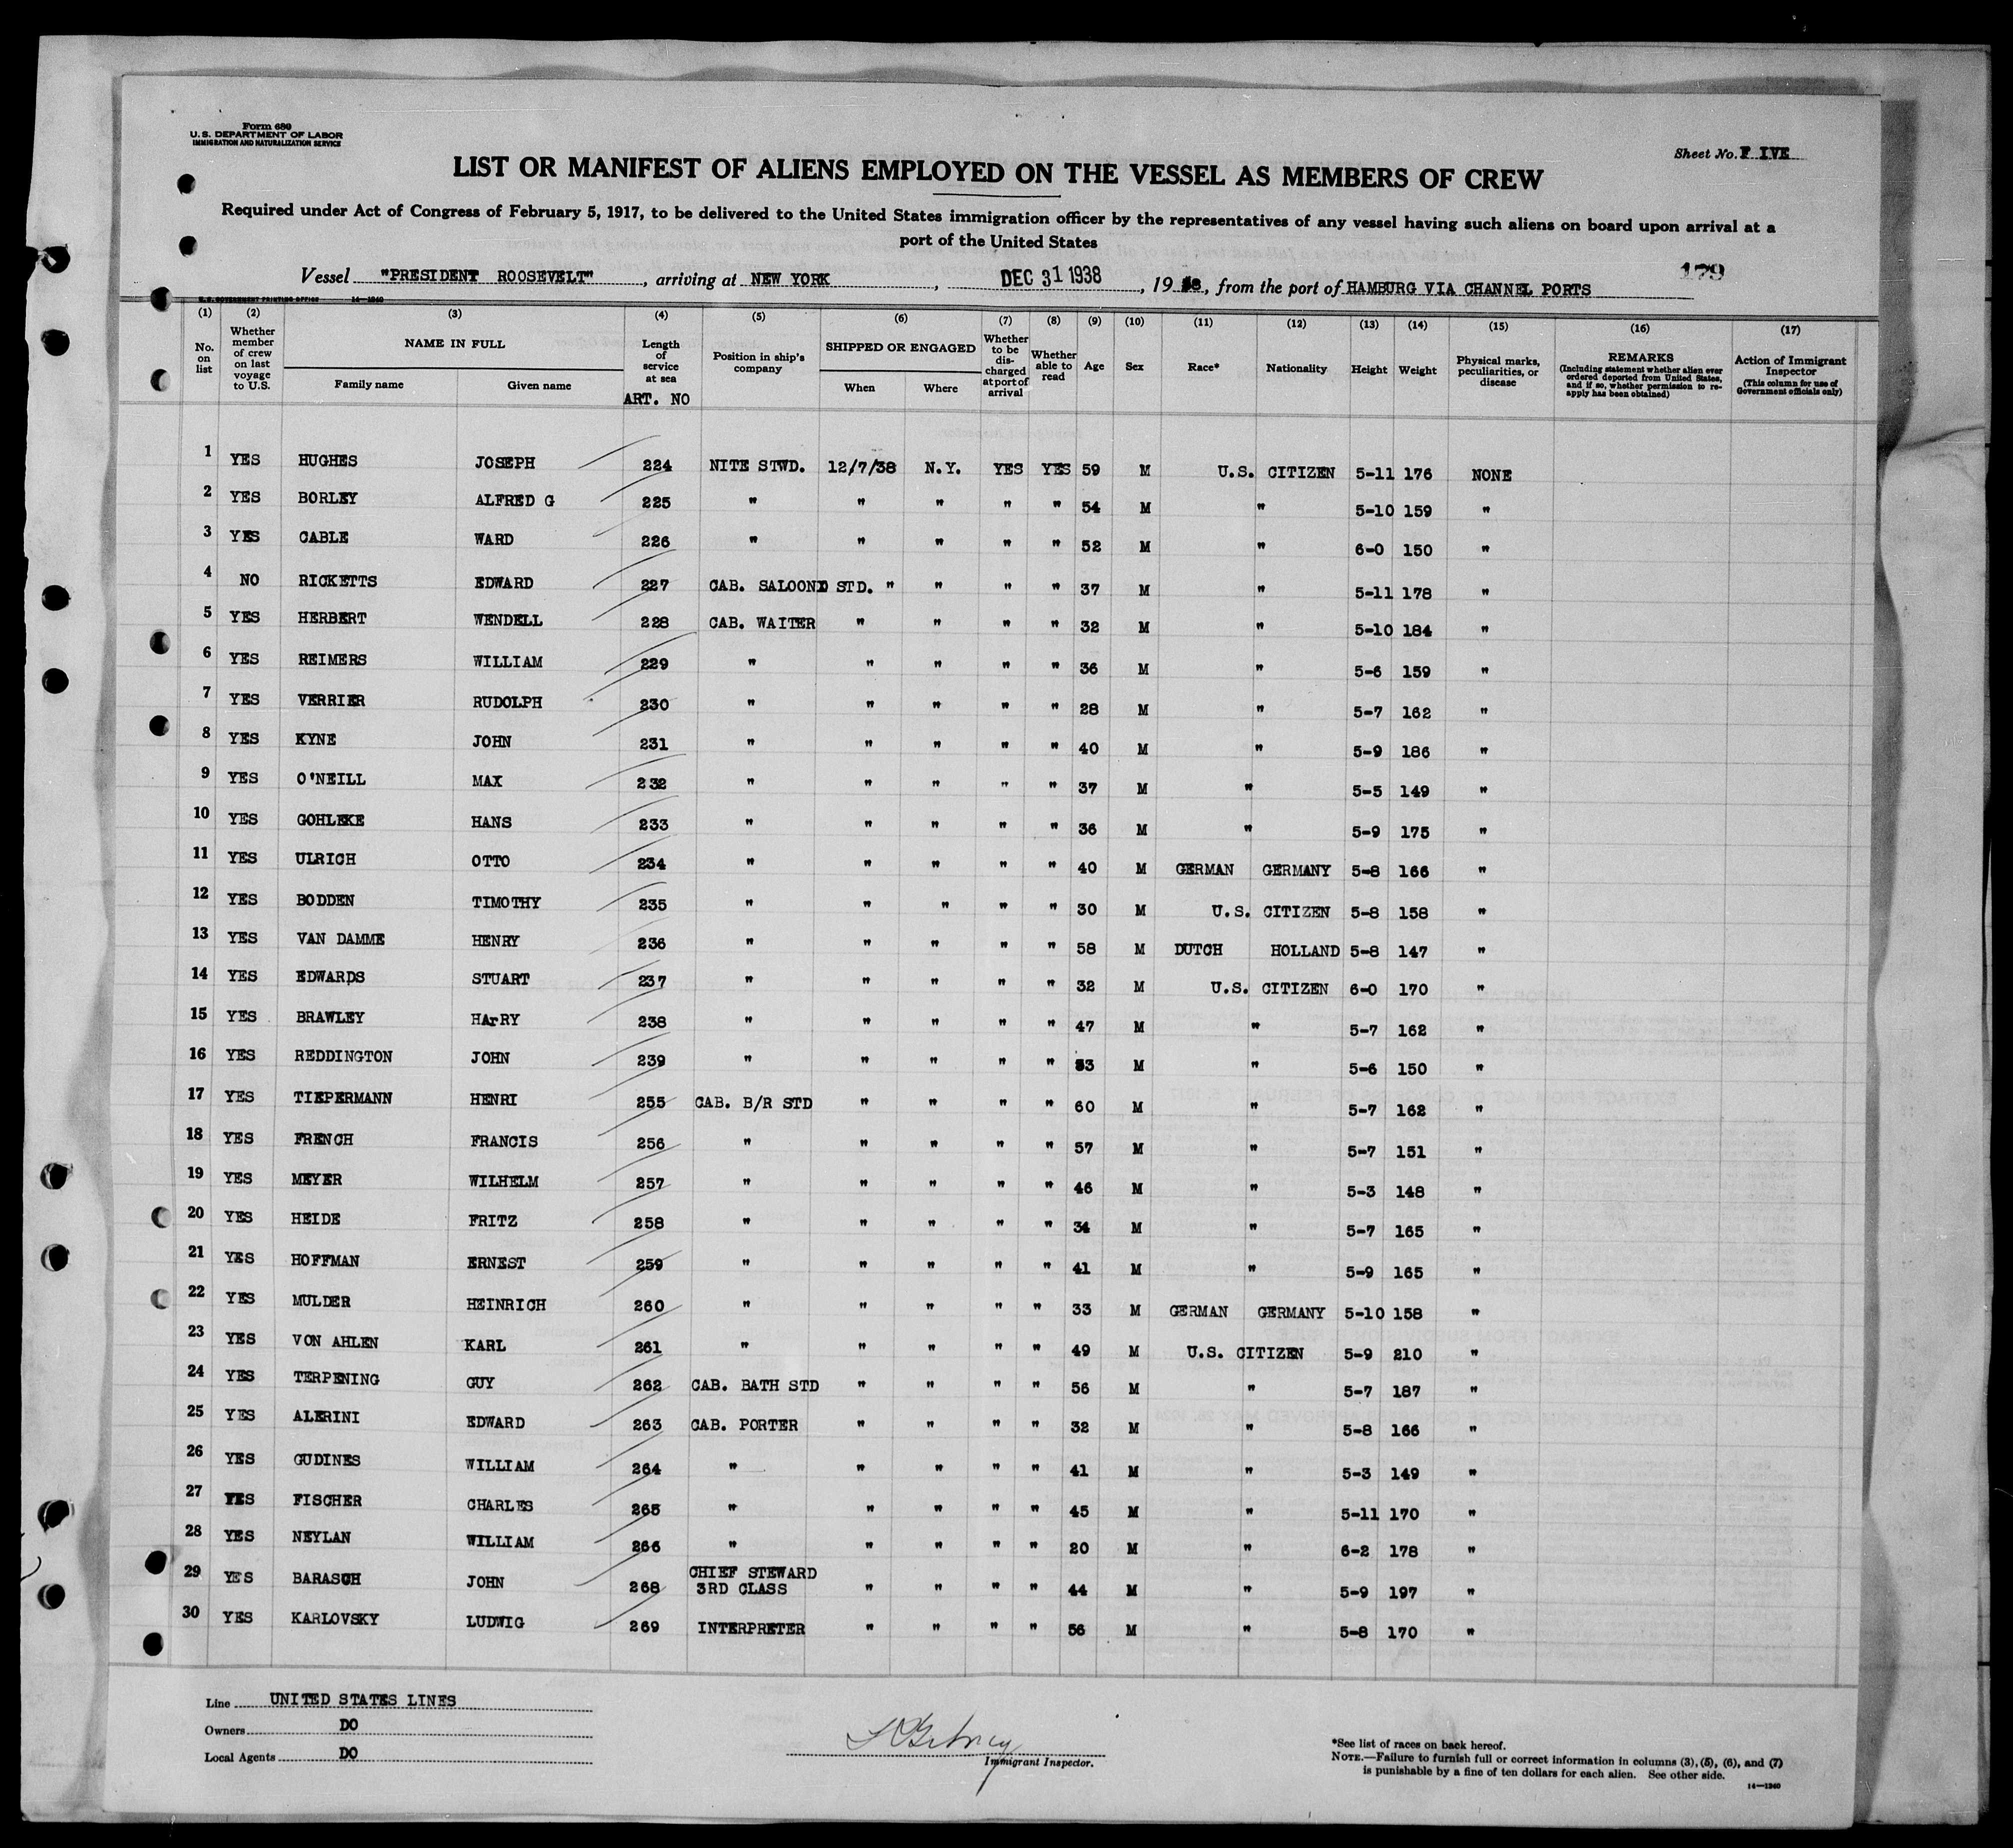 Form 680
U. S. DEPARTMENT OF LABOR
IMMIGRATION AND NATURALIZATION SERVICE
Sheet No. F IVE
LIST OR MANIFEST OF ALIENS EMPLOYED ON THE VESSEL AS MEMBERS OF CREW
Required under Act of Congress of February 5, 1917, to be delivered to the United States immigration officer by the representatives of any vessel having such aliens on board upon arrival at a
port of the United States
179
Vessel "PRESIDENT ROOSEVELT", arriving at NEW YORK, DEC 31 1938, 19 38, from the port of HAMBURG VIA CHANNEL PORTS
U. S. GOVERNMENT PRINTING OFFICE 14—1240
(1) (2) (3) (4) (5) (6) (7) (8) (9) (10) (11) (12) (13) (14) (15) (16) (17)
No. on list
Whether member of crew on last voyage to U.S.
NAME IN FULL
Family name
Given name
Length of service at sea
ART. NO
Position in ship's company
SHIPPED OR ENGAGED
When
Where
Whether to be discharged at port of arrival
Whether able to read
Age
Sex
Race*
Nationality
Height
Weight
Physical marks, peculiarities, or disease
REMARKS
(Including statement whether alien ever ordered deported from United States, and if so, whether permission to reapply has been obtained)
Action of Immigrant Inspector
(This column for use of Government officials only)
1 YES HUGHES JOSEPH 224 NITE STWD. 12/7/38 N.Y. YES YES 59 M U.S. CITIZEN 5-11 176 NONE
2 YES BORLEY ALFRED G 225 " " " " " 54 M " 5-10 159 "
3 YES CABLE WARD 226 " " " " " 52 M " 6-0 150 "
4 NO RICKETTS EDWARD 227 CAB. SALOON STD. " " " " 37 M " 5-11 178 "
5 YES HERBERT WENDELL 228 CAB. WAITER " " " " 32 M " 5-10 184 "
6 YES REIMERS WILLIAM 229 " " " " " 36 M " 5-6 159 "
7 YES VERRIER RUDOLPH 230 " " " " " 28 M " 5-7 162 "
8 YES KYNE JOHN 231 " " " " " 40 M " 5-9 186 "
9 YES O'NEILL MAX 232 " " " " " 37 M " 5-5 149 "
10 YES GOHLEKE HANS 233 " " " " " 36 M " 5-9 175 "
11 YES ULRICH OTTO 234 " " " " " 40 M GERMAN GERMANY 5-8 166 "
12 YES BODDEN TIMOTHY 235 " " " " " 30 M U.S. CITIZEN 5-8 158 "
13 YES VAN DAMME HENRY 236 " " " " " 58 M DUTCH HOLLAND 5-8 147 "
14 YES EDWARDS STUART 237 " " " " " 32 M U.S. CITIZEN 6-0 170 "
15 YES BRAWLEY HArRY 238 " " " " " 47 M " 5-7 162 "
16 YES REDDINGTON JOHN 239 " " " " " 53 M " 5-6 150 "
17 YES TIEPERMANN HENRI 255 CAB. B/R STD " " " " 60 M " 5-7 162 "
18 YES FRENCH FRANCIS 256 " " " " " 57 M " 5-7 151 "
19 YES MEYER WILHELM 257 " " " " " 46 M " 5-3 148 "
20 YES HEIDE FRITZ 258 " " " " " 34 M " 5-7 165 "
21 YES HOFFMAN ERNEST 259 " " " " " 41 M " 5-9 165 "
22 YES MULDER HEINRICH 260 " " " " " 33 M GERMAN GERMANY 5-10 158 "
23 YES VON AHLEN KARL 261 " " " " " 49 M U.S. CITIZEN 5-9 210 "
24 YES TERPENING GUY 262 CAB. BATH STD " " " " 56 M " 5-7 187 "
25 YES ALERINI EDWARD 263 CAB. PORTER " " " " 32 M " 5-8 166 "
26 YES GUDINES WILLIAM 264 " " " " " 41 M " 5-3 149 "
27 YES FISCHER CHARLES 265 " " " " " 45 M " 5-11 170 "
28 YES NEYLAN WILLIAM 266 " " " " " 20 M " 6-2 178 "
29 YES BARASCH JOHN 268 CHIEF STEWARD 3RD CLASS " " " " 44 M " 5-9 197 "
30 YES KARLOVSKY LUDWIG 269 INTERPRETER " " " " 56 M " 5-8 170 "
Line UNITED STATES LINES
Owners DO
Local Agents DO
Immigrant Inspector.
*See list of races on back hereof.
NOTE.—Failure to furnish full or correct information in columns (3), (5), (6), and (7)
is punishable by a fine of ten dollars for each alien. See other side.
14—1240